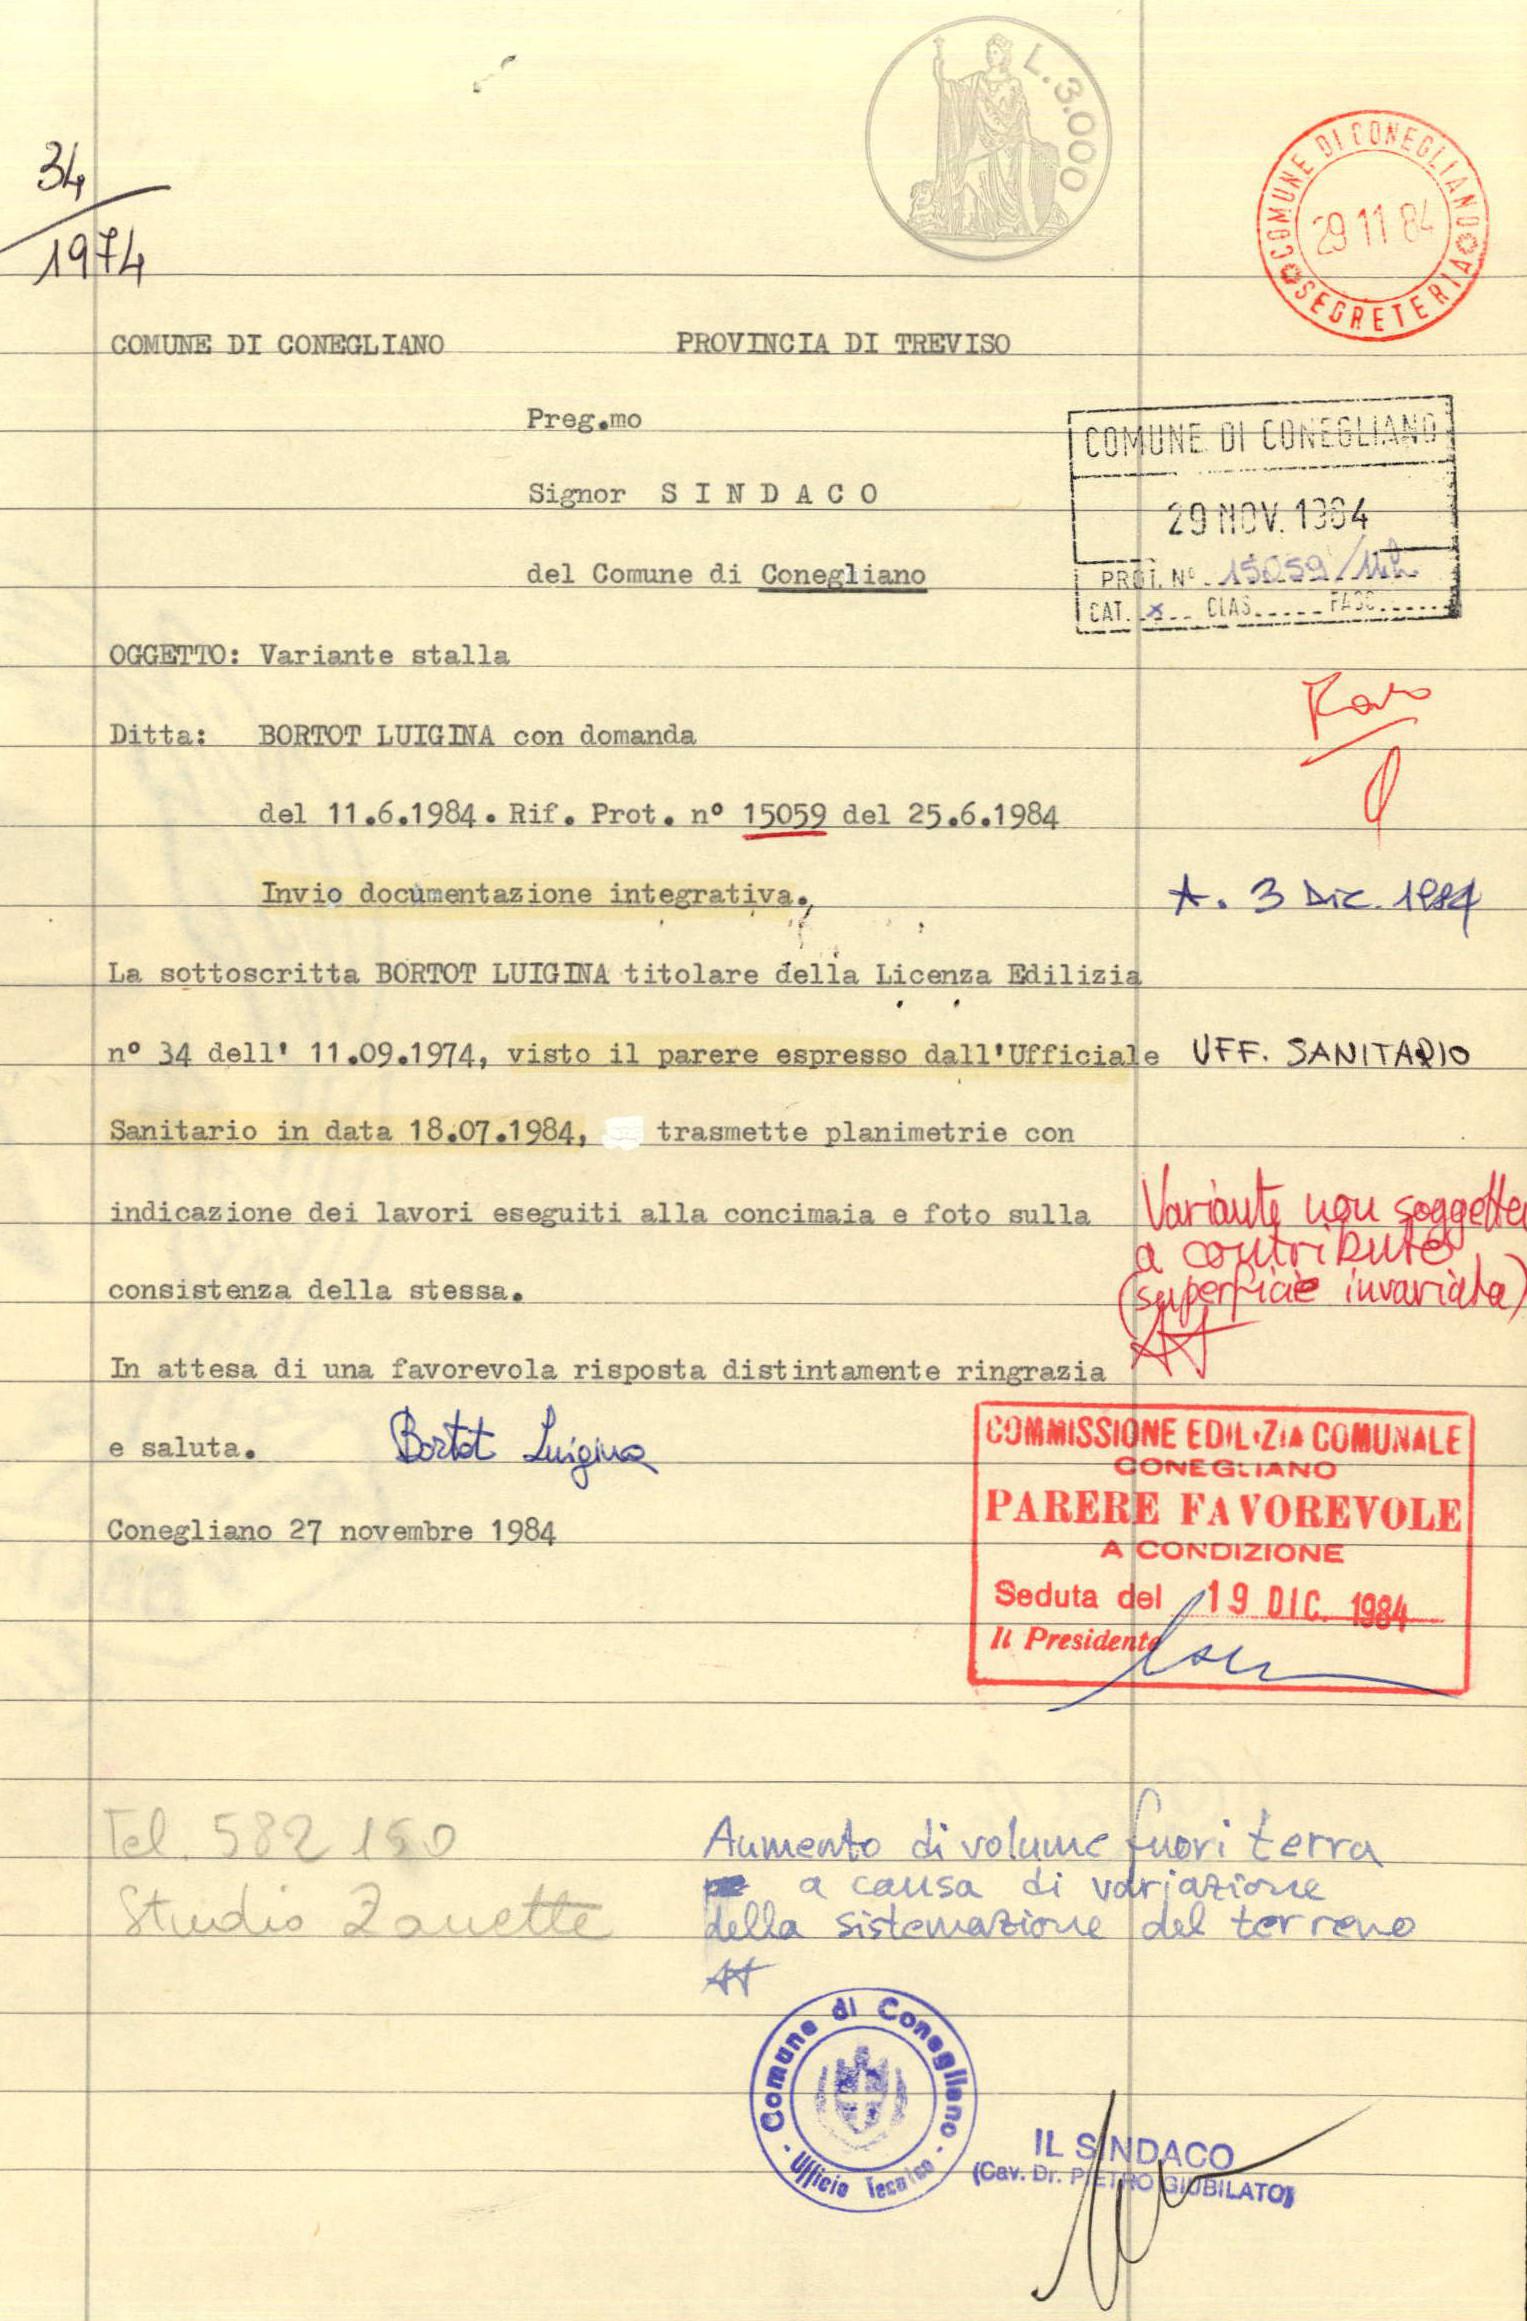 L. 3.000
COMUNE DI CONEGLIANO
29 11 84
SEGRETERIA
34
1974
COMUNE DI CONEGLIANO PROVINCIA DI TREVISO
Preg.mo
COMUNE DI CONEGLIANO
Signor S I N D A C O
29 NOV. 1984
del Comune di Conegliano
PROT. Nº 15059/
CAT. x CLAS. FASC.
OGGETTO: Variante stalla
Ditta: BORTOT LUIGINA con domanda
del 11.6.1984. Rif. Prot. nº 15059 del 25.6.1984
Invio documentazione integrativa.,
A. 3 Dic. 1984
La sottoscritta BORTOT LUIGINA titolare della Licenza Edilizia
nº 34 dell' 11.09.1974, visto il parere espresso dall'Ufficiale
UFF. SANITARIO
Sanitario in data 18.07.1984, trasmette planimetrie con
indicazione dei lavori eseguiti alla concimaia e foto sulla
consistenza della stessa.
Variante non soggetta
a contributo
(superficie invariata)
In attesa di una favorevola risposta distintamente ringrazia
e saluta. Bortot Luigina
Conegliano 27 novembre 1984
COMMISSIONE EDILIZIA COMUNALE
CONEGLIANO
PARERE FAVOREVOLE
A CONDIZIONE
Seduta del 19 DIC. 1984
Il Presidente
Tel. 582150
Studio Zanette
Aumento di volume fuori terra
a causa di variazione
della sistemazione del terreno
Comune di Conegliano
- Ufficio Tecnico -
IL SINDACO
(Cav. Dr. PIETRO GIUBILATO)